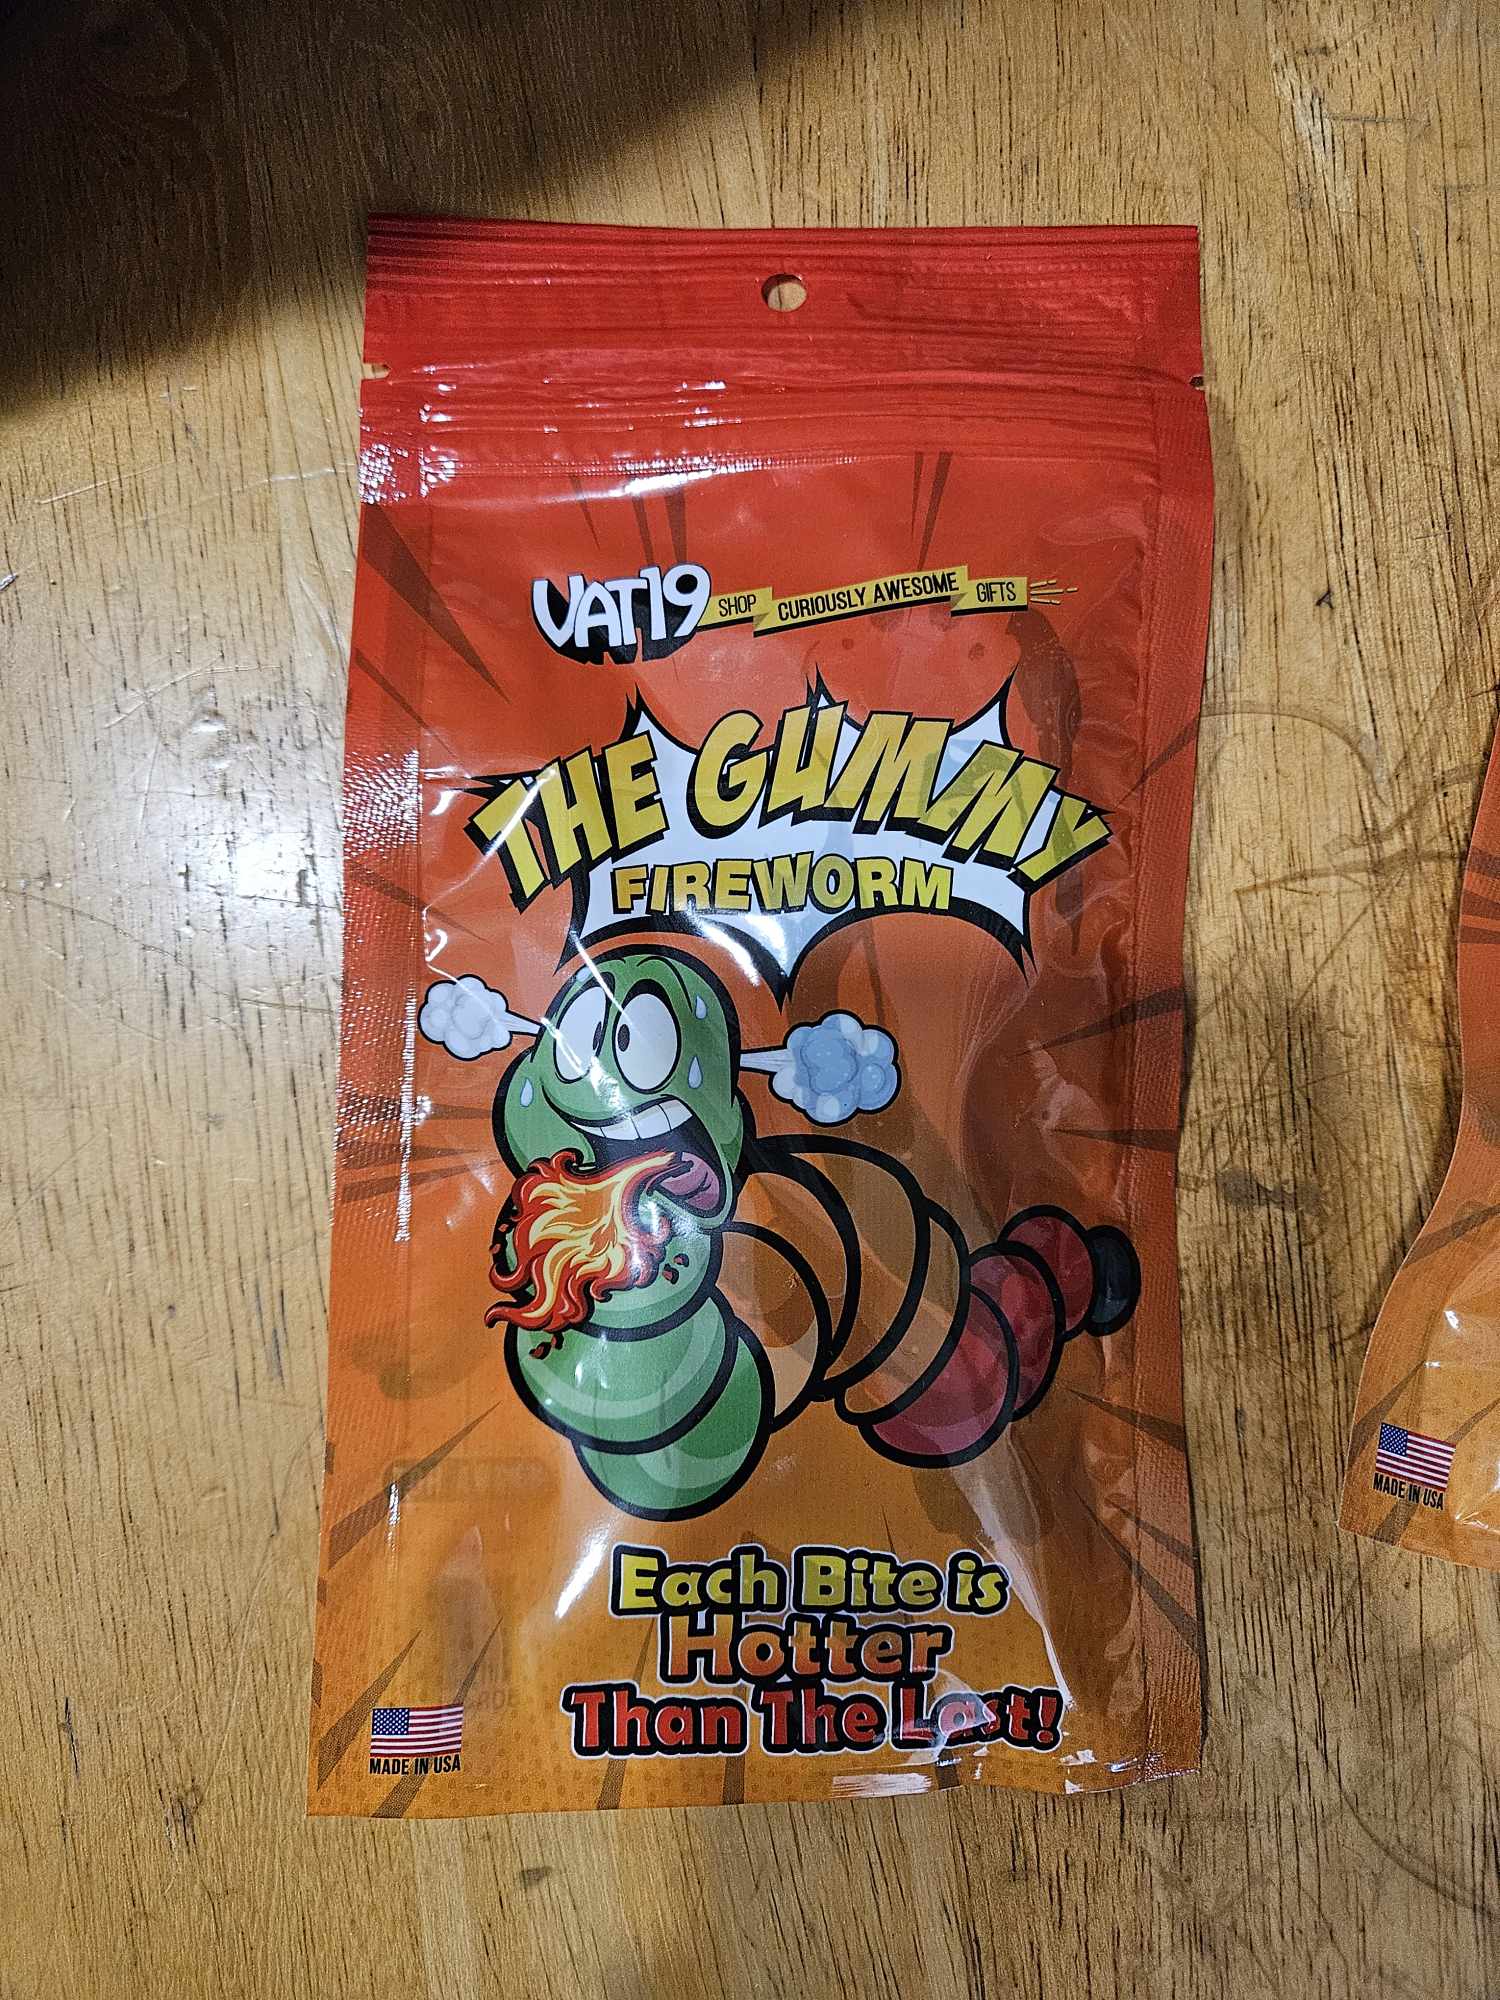 VAT19 SHOP CURIOUSLY AWESOME GIFTS
THE GUMMY
FIREWORM
Each Bite is
Hotter
Than The Last!
MADE IN USA
MADE IN USA